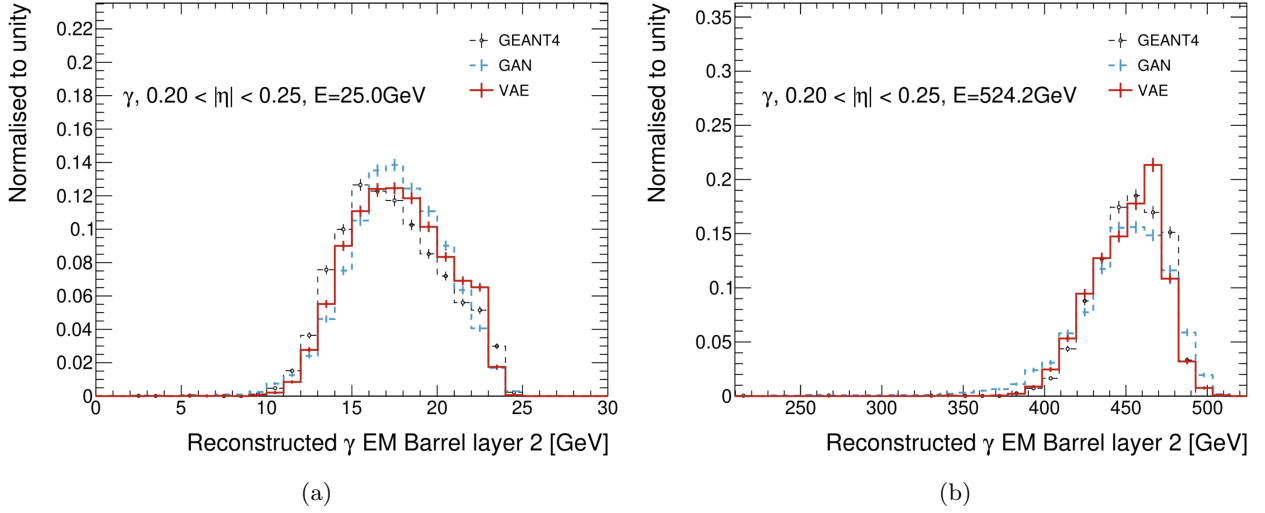 Normalised to unity
0.22
0.2
0.18
0.16
0.14
0.12
0.1
0.08
0.06
0.04
0.02
0
γ, 0.20 < |η| < 0.25, E=25.0GeV
GEANT4
GAN
VAE
0 5 10 15 20 25 30
Reconstructed γ EM Barrel layer 2 [GeV]
(a)
Normalised to unity
0.35
0.3
0.25
0.2
0.15
0.1
0.05
0
γ, 0.20 < |η| < 0.25, E=524.2GeV
GEANT4
GAN
VAE
250 300 350 400 450 500
Reconstructed γ EM Barrel layer 2 [GeV]
(b)